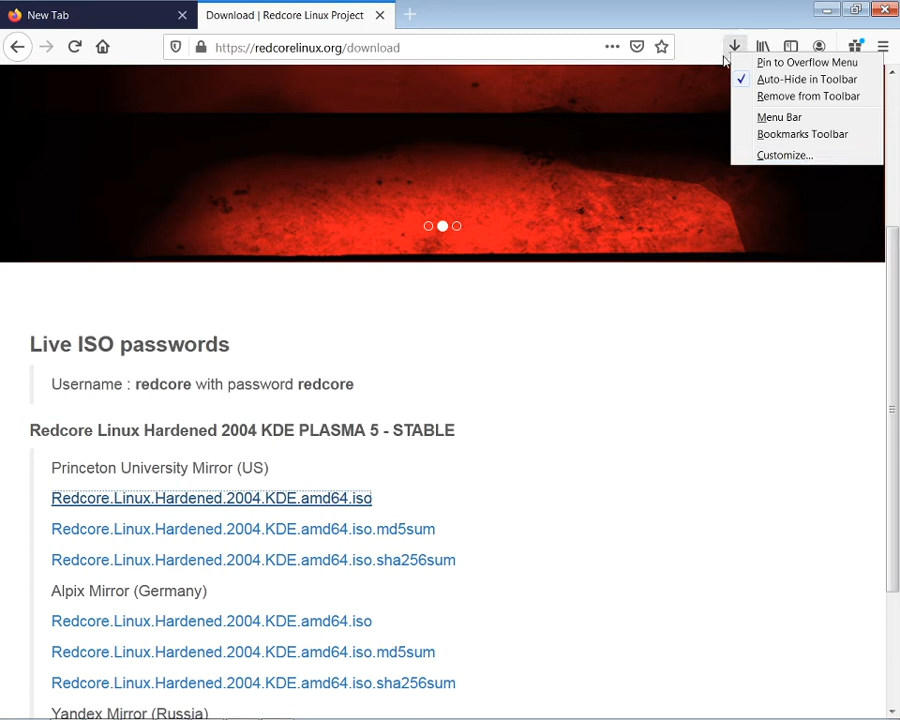 New Tab
Download | Redcore Linux Project
https://redcorelinux.org/download
Pin to Overflow Menu
Auto-Hide in Toolbar
Remove from Toolbar
Menu Bar
Bookmarks Toolbar
Customize...
Live ISO passwords
Username : redcore with password redcore
Redcore Linux Hardened 2004 KDE PLASMA 5 - STABLE
Princeton University Mirror (US)
Redcore.Linux.Hardened.2004.KDE.amd64.iso
Redcore.Linux.Hardened.2004.KDE.amd64.iso.md5sum
Redcore.Linux.Hardened.2004.KDE.amd64.iso.sha256sum
Alpix Mirror (Germany)
Redcore.Linux.Hardened.2004.KDE.amd64.iso
Redcore.Linux.Hardened.2004.KDE.amd64.iso.md5sum
Redcore.Linux.Hardened.2004.KDE.amd64.iso.sha256sum
Yandex Mirror (Russia)